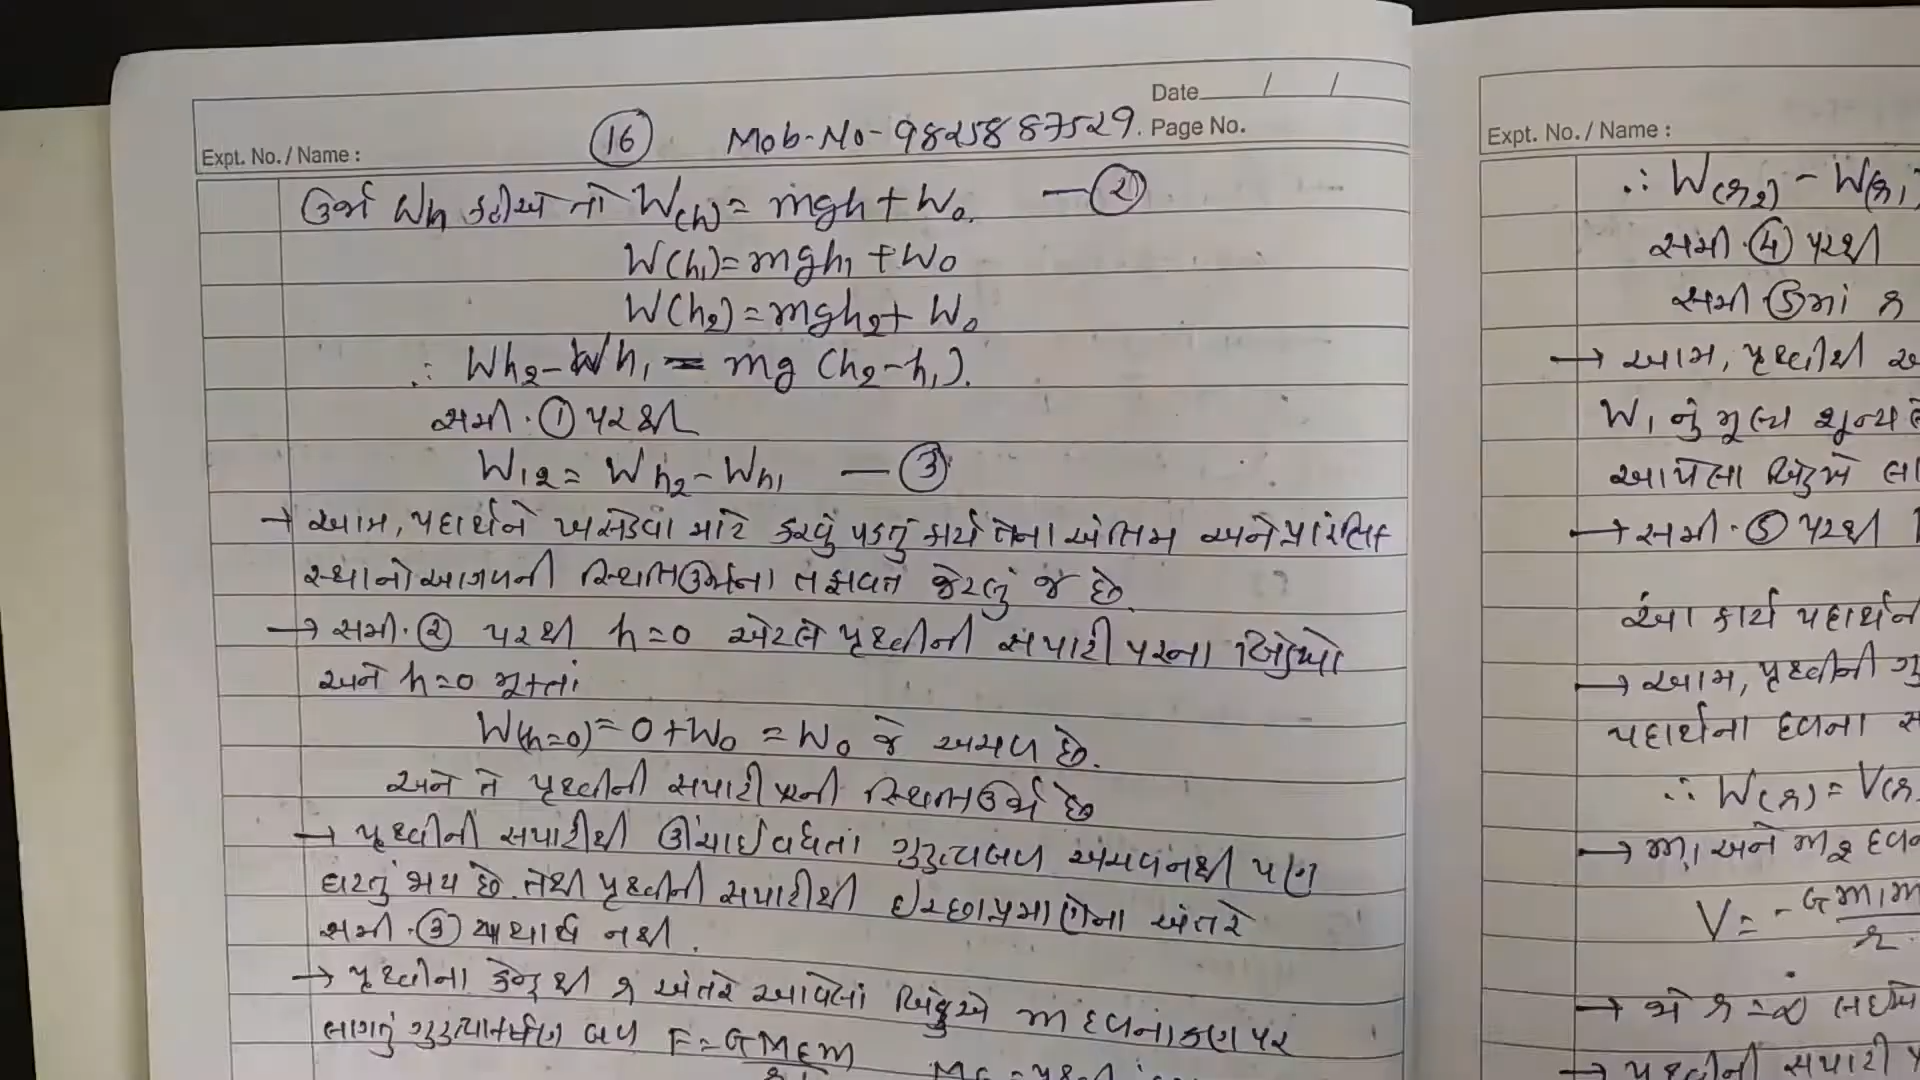 Date / /
Expt. No. / Name :
16
Mob-No-9825887529.
Page No.
ઉર્જા Wh કહીએ તો W(h) = mgh + W₀. — ②
W(h₁) = mgh₁ + W₀
W(h₂) = mgh₂ + W₀
∴ Wh₂ - Wh₁ = mg (h₂-h₁).
સમી. ① પરથી
W₁₂ = Wh₂ - Wh₁ — ③
→ આમ, પદાર્થને ખસેડવા માટે કરવું પડતું કાર્ય તેના અંતિમ અને પ્રારંભિક
સ્થાનો આગળની સ્થિતિઉર્જાના તફાવત જેટલું જ છે.
→ સમી. ② પરથી h=0 એટલે પૃથ્વીની સપાટી પરના બિંદુઓ
અને h=0 મૂકતાં
W(h=0) = 0 + W₀ = W₀ જે અચળ છે.
અને તે પૃથ્વીની સપાટી પરની સ્થિતિઉર્જા છે
→ પૃથ્વીની સપાટીથી ઊંચાઈ વધતા ગુરુત્વબળ અચળ નથી પણ
ઘટતું જાય છે. તેથી પૃથ્વીની સપાટીથી ઈચ્છાપ્રમાણેના અંતરે
સમી. ③ યથાર્થ નથી.
→ પૃથ્વીના કેન્દ્રથી r અંતરે આવેલા બિંદુએ m દળના કણ પર
લાગતું ગુરુત્વાકર્ષણ બળ F = GMEm
Expt. No. / Name :
∴ W(r₂) - W(r₁)
સમી. ④ પરથી
સમી ⑤માં r
→ આમ, પૃથ્વીથી
W₁ નું મૂલ્ય શૂન્ય
આપેલા બિંદુએ
→ સમી. ⑤ પરથી
આ કાર્ય પદાર્થન
→ આમ, પૃથ્વીની ગુ
પદાર્થના દળના
∴ W(r) = V(r
→ m₁ અને m₂ દળન
V = - Gm₁m
r
→ જો r = ∞ લઈએ
→ પૃથ્વીની સપાટી